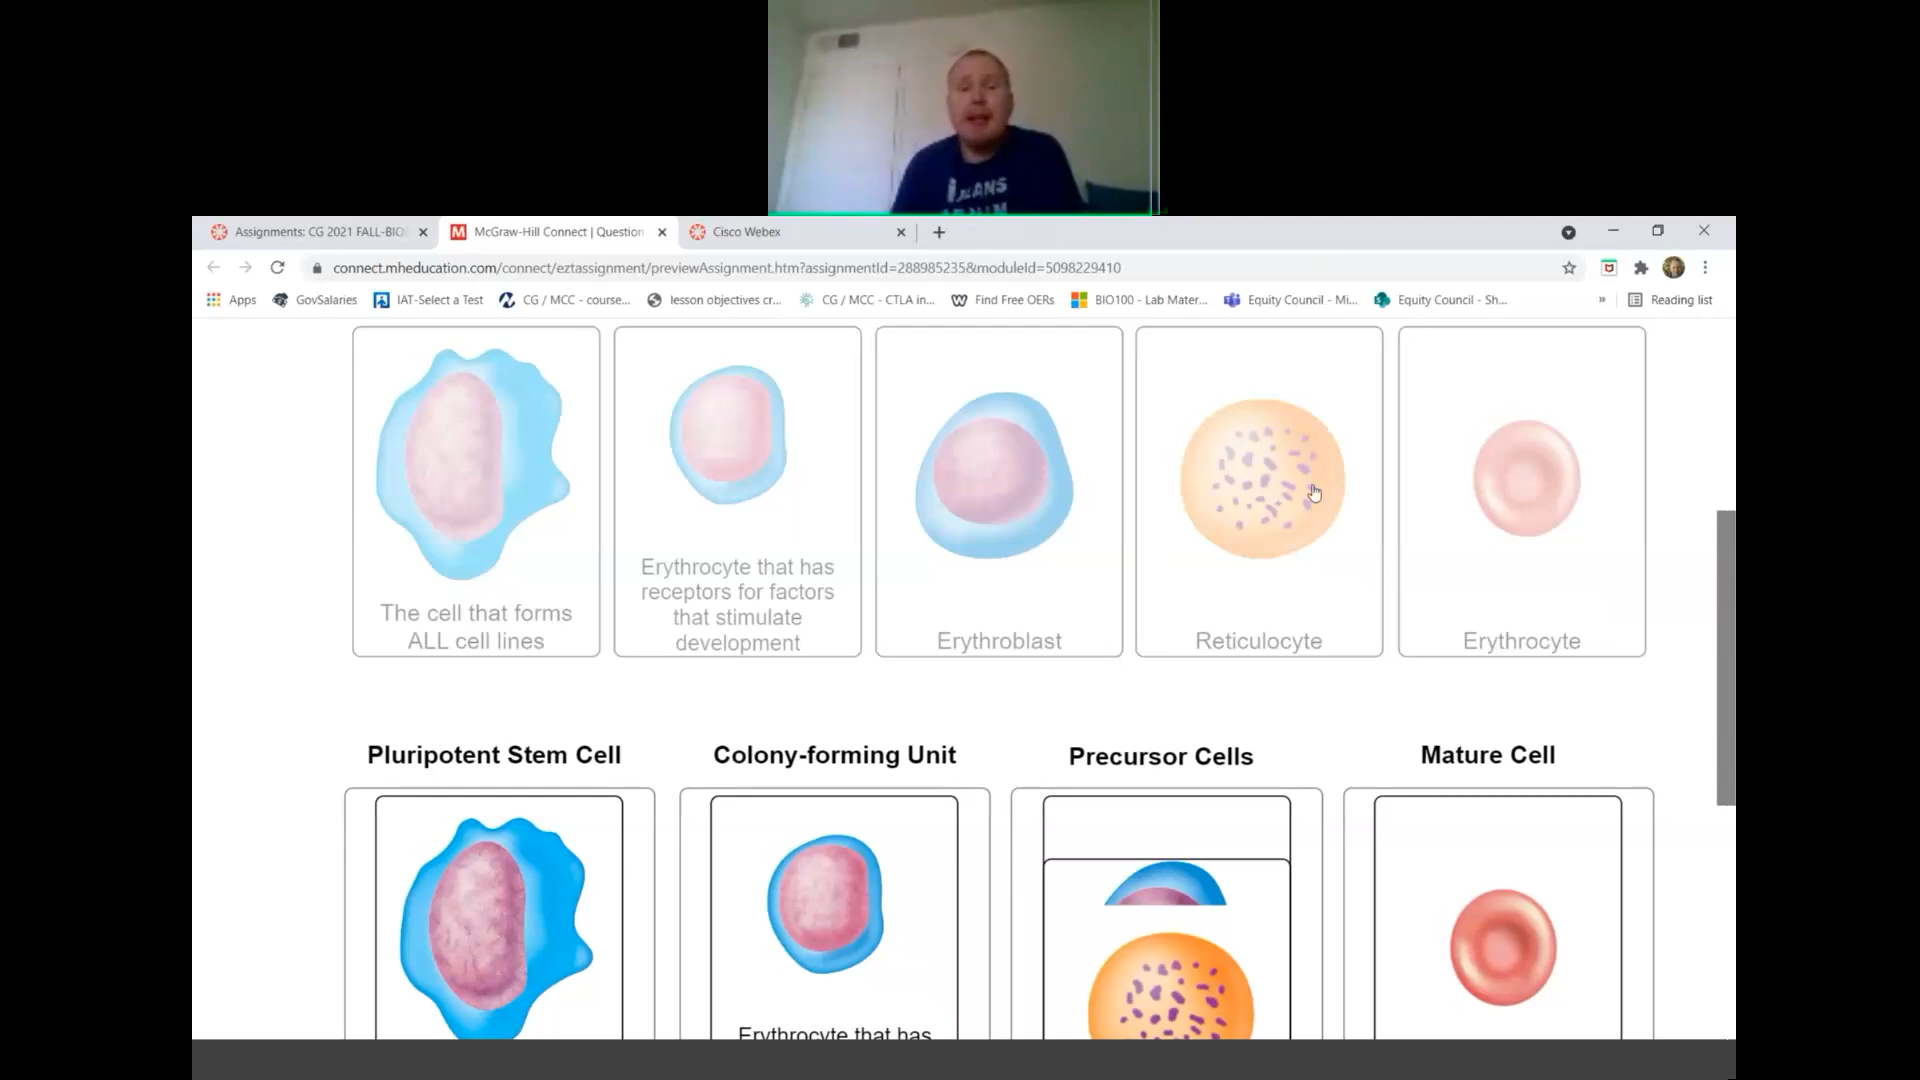 Assignments: CG 2021 FALL-BIO
McGraw-Hill Connect | Question
Cisco Webex
connect.mheducation.com/connect/eztassignment/previewAssignment.htm?assignmentId=288985235&moduleId=5098229410
Apps
GovSalaries
IAT-Select a Test
CG / MCC - course...
lesson objectives cr...
CG / MCC - CTLA in...
Find Free OERs
BIO100 - Lab Mater...
Equity Council - Mi...
Equity Council - Sh...
»
Reading list
The cell that forms
ALL cell lines
Erythrocyte that has
receptors for factors
that stimulate
development
Erythroblast
Reticulocyte
Erythrocyte
Pluripotent Stem Cell
Colony-forming Unit
Precursor Cells
Mature Cell
Erythrocyte that has